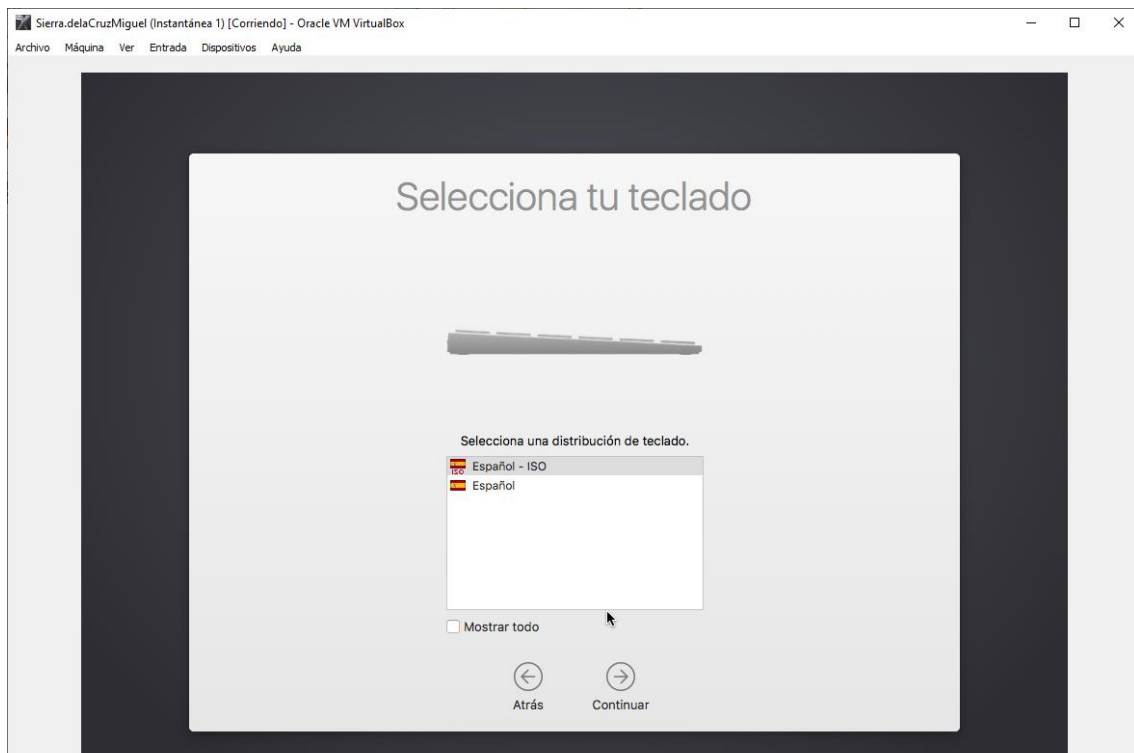 Sierra.delaCruzMiguel (Instantánea 1) [Corriendo] - Oracle VM VirtualBox
Archivo Máquina Ver Entrada Dispositivos Ayuda
Selecciona tu teclado
Selecciona una distribución de teclado.
ISO Español - ISO
Español
Mostrar todo
Atrás Continuar